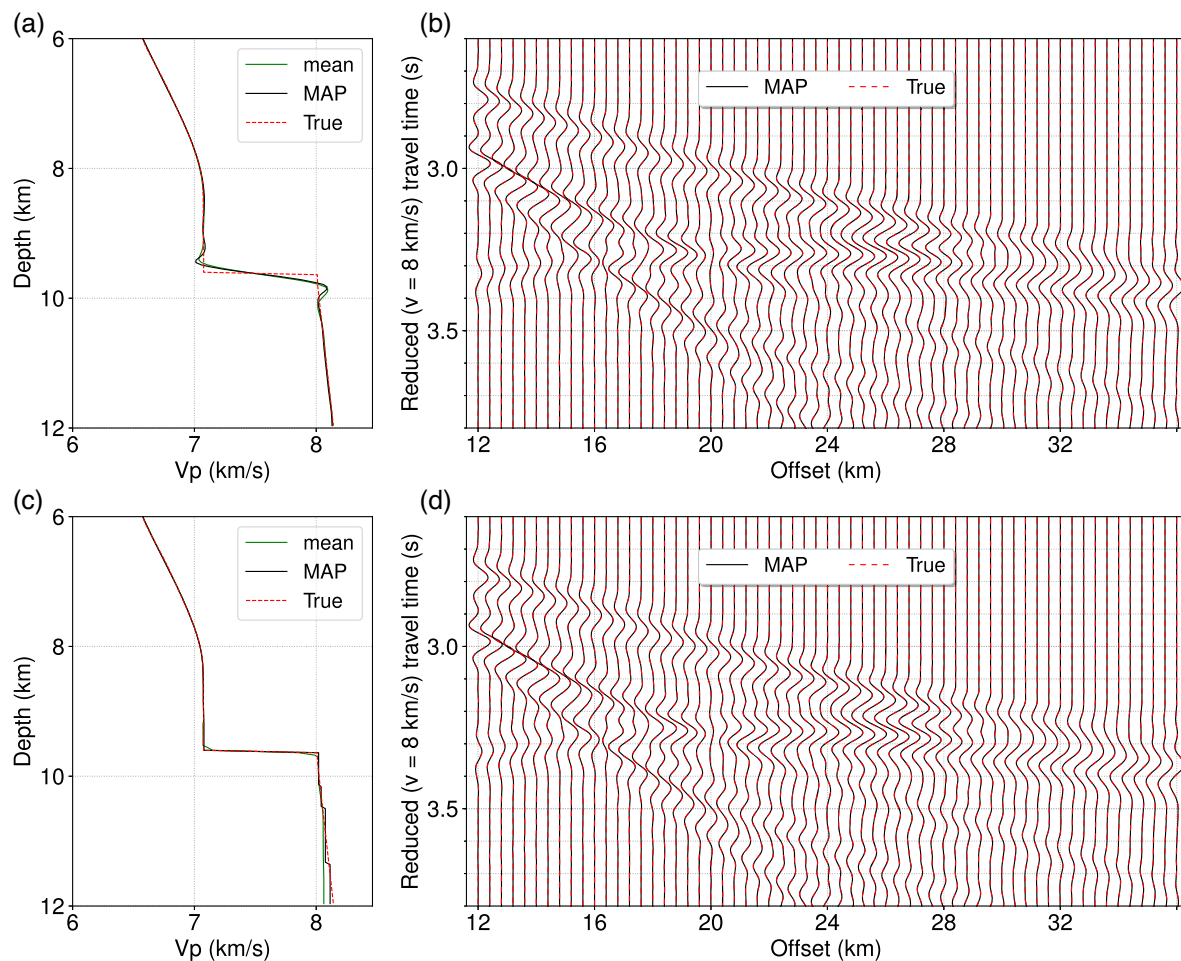 (a)
6
8
10
12
Depth (km)
mean
MAP
True
6 7 8
Vp (km/s)
(b)
3.0
3.5
Reduced (v = 8 km/s) travel time (s)
MAP True
12 16 20 24 28 32
Offset (km)
(c)
6
8
10
12
Depth (km)
mean
MAP
True
6 7 8
Vp (km/s)
(d)
3.0
3.5
Reduced (v = 8 km/s) travel time (s)
MAP True
12 16 20 24 28 32
Offset (km)